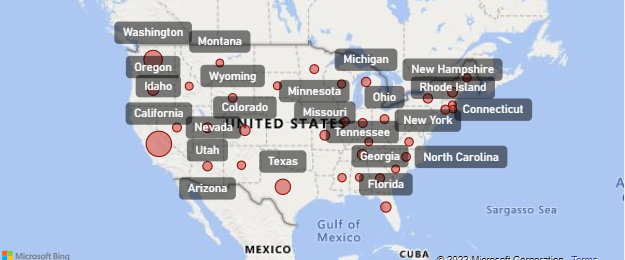 Washington
Montana
Oregon
Michigan
New Hampshire
Idaho
Wyoming
Minnesota
Ohio
Rhode Island
California
Colorado
Missouri
Connecticut
Nevada
UNITED STATES
Tennessee
New York
Utah
Texas
Georgia
North Carolina
Arizona
Florida
Sargasso Sea
Gulf of
Mexico
MEXICO
CUBA
Microsoft Bing
© 2022 Microsoft Corporation Terms